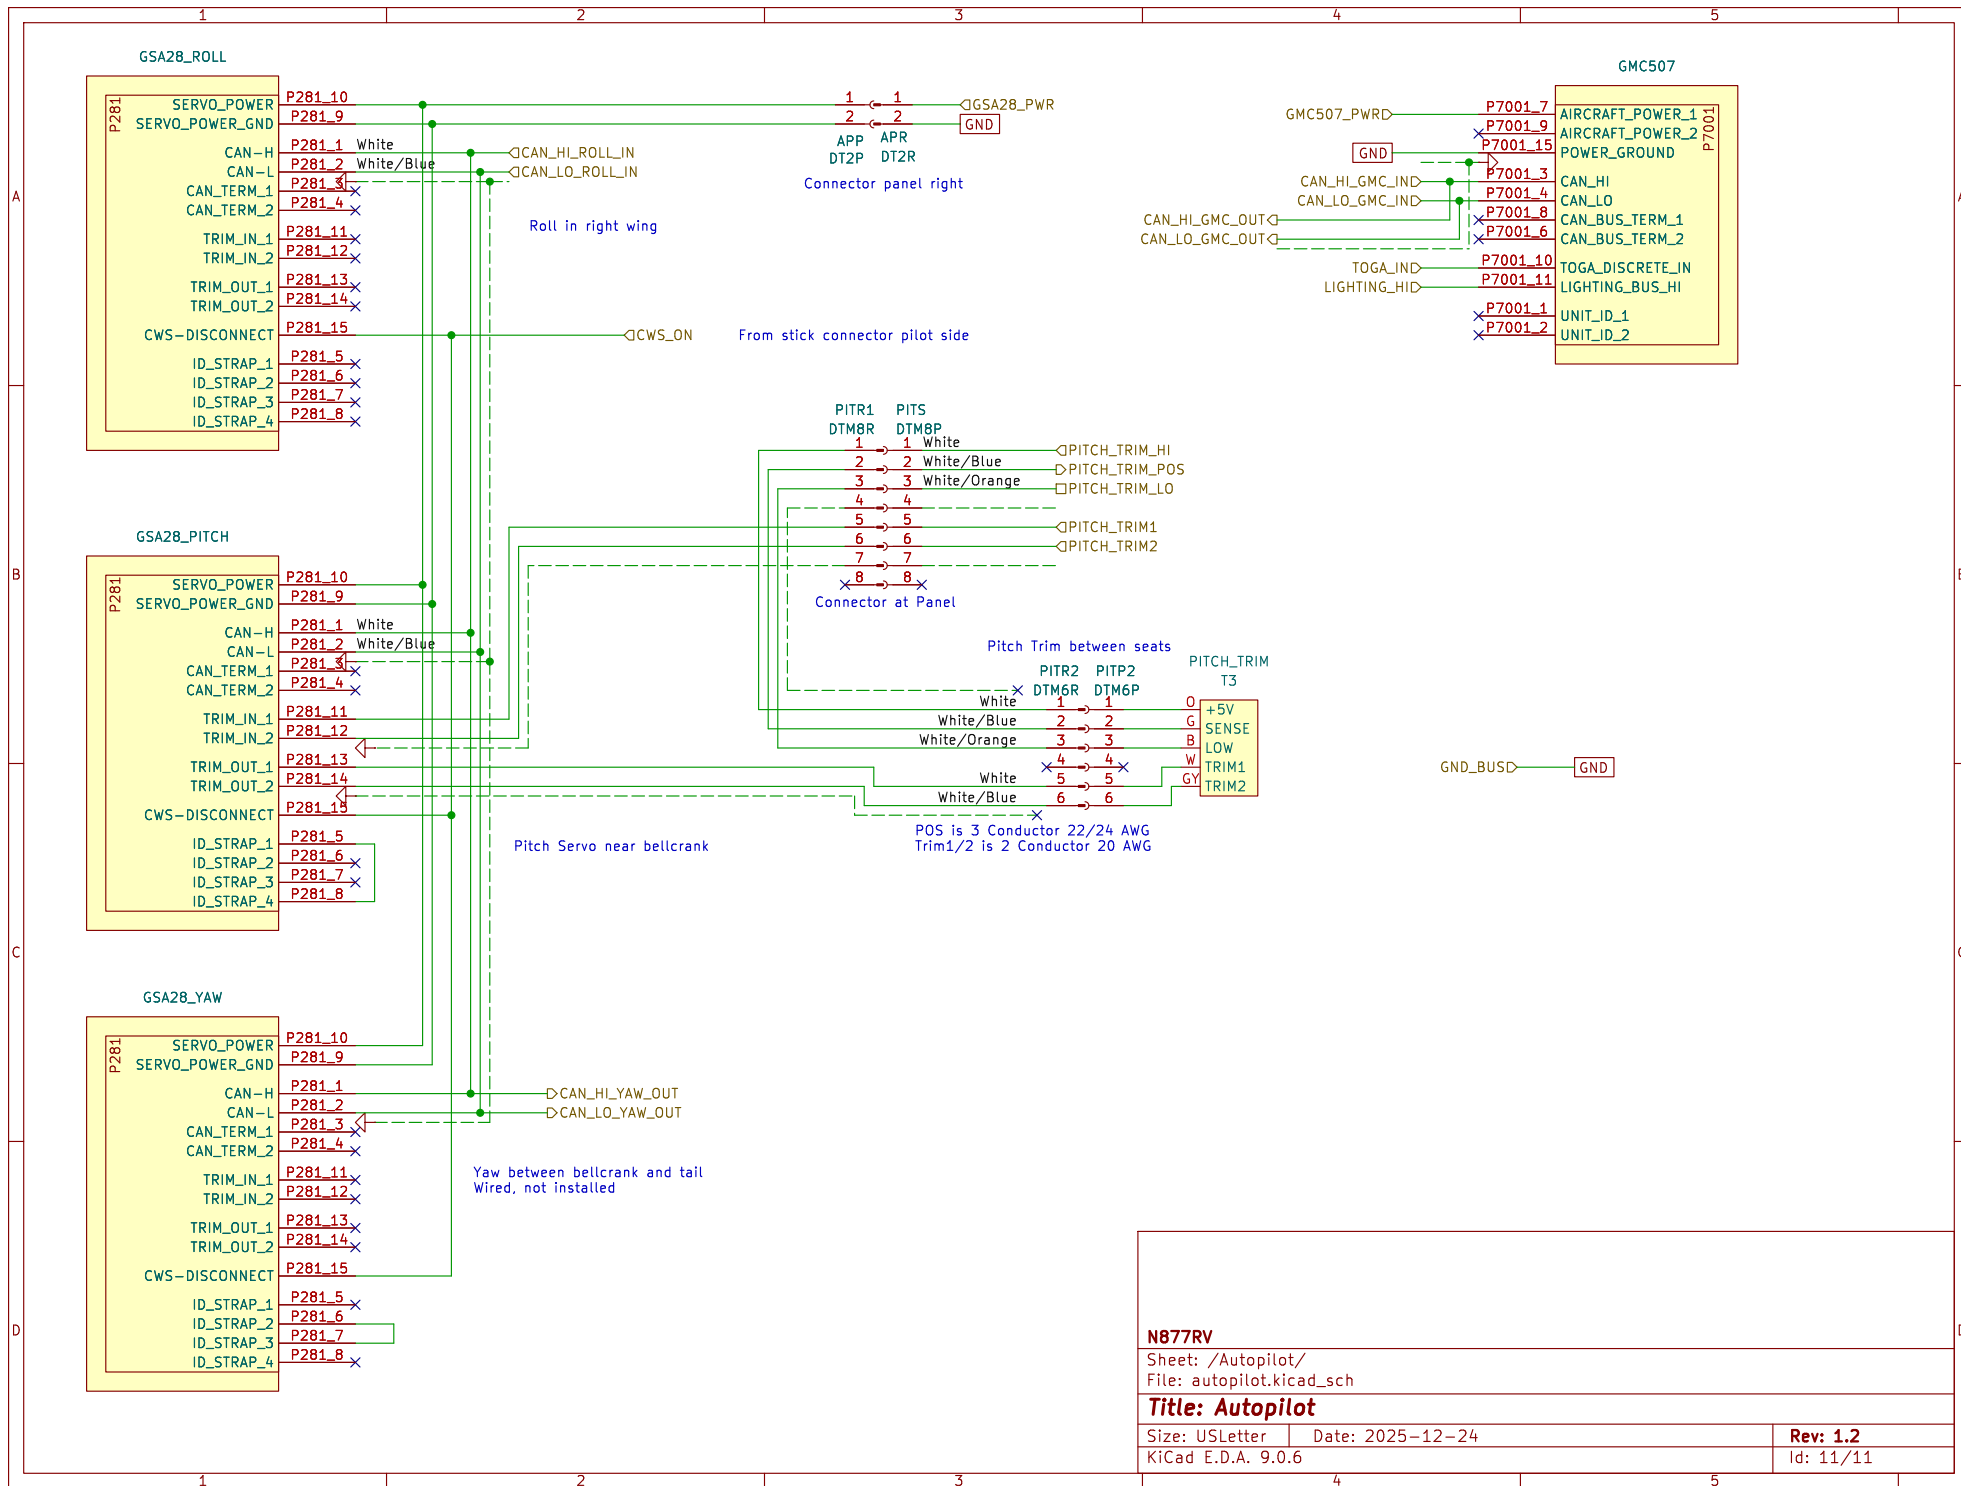 1 2 3 4 5
GSA28_ROLL
P281
SERVO_POWER P281_10
SERVO_POWER_GND P281_9
CAN-H P281_1 White
CAN-L P281_2 White/Blue
CAN_TERM_1 P281_3
CAN_TERM_2 P281_4
TRIM_IN_1 P281_11
TRIM_IN_2 P281_12
TRIM_OUT_1 P281_13
TRIM_OUT_2 P281_14
CWS-DISCONNECT P281_15
ID_STRAP_1 P281_5
ID_STRAP_2 P281_6
ID_STRAP_3 P281_7
ID_STRAP_4 P281_8
CAN_HI_ROLL_IN
CAN_LO_ROLL_IN
Roll in right wing
CWS_ON
From stick connector pilot side
1 1 GSA28_PWR
2 2 GND
APP APR
DT2P DT2R
Connector panel right
GMC507
P7001
GMC507_PWR P7001_7 AIRCRAFT_POWER_1
P7001_9 AIRCRAFT_POWER_2
GND P7001_15 POWER_GROUND
CAN_HI_GMC_IN P7001_3 CAN_HI
CAN_LO_GMC_IN P7001_4 CAN_LO
CAN_HI_GMC_OUT P7001_8 CAN_BUS_TERM_1
CAN_LO_GMC_OUT P7001_6 CAN_BUS_TERM_2
TOGA_IN P7001_10 TOGA_DISCRETE_IN
LIGHTING_HI P7001_11 LIGHTING_BUS_HI
P7001_1 UNIT_ID_1
P7001_2 UNIT_ID_2
A
PITR1 PITS
DTM8R DTM8P
1 1 White PITCH_TRIM_HI
2 2 White/Blue PITCH_TRIM_POS
3 3 White/Orange PITCH_TRIM_LO
4 4
5 5 PITCH_TRIM1
6 6 PITCH_TRIM2
7 7
8 8
Connector at Panel
B
GSA28_PITCH
P281
SERVO_POWER P281_10
SERVO_POWER_GND P281_9
CAN-H P281_1 White
CAN-L P281_2 White/Blue
CAN_TERM_1 P281_3
CAN_TERM_2 P281_4
TRIM_IN_1 P281_11
TRIM_IN_2 P281_12
TRIM_OUT_1 P281_13
TRIM_OUT_2 P281_14
CWS-DISCONNECT P281_15
ID_STRAP_1 P281_5
ID_STRAP_2 P281_6
ID_STRAP_3 P281_7
ID_STRAP_4 P281_8
Pitch Servo near bellcrank
Pitch Trim between seats
PITR2 PITP2
DTM6R DTM6P
PITCH_TRIM
T3
White 1 1 O +5V
White/Blue 2 2 G SENSE
White/Orange 3 3 B LOW
4 4 W TRIM1
White 5 5 GY TRIM2
White/Blue 6 6
POS is 3 Conductor 22/24 AWG
Trim1/2 is 2 Conductor 20 AWG
GND_BUS GND
C
GSA28_YAW
P281
SERVO_POWER P281_10
SERVO_POWER_GND P281_9
CAN-H P281_1 CAN_HI_YAW_OUT
CAN-L P281_2 CAN_LO_YAW_OUT
CAN_TERM_1 P281_3
CAN_TERM_2 P281_4
TRIM_IN_1 P281_11
TRIM_IN_2 P281_12
TRIM_OUT_1 P281_13
TRIM_OUT_2 P281_14
CWS-DISCONNECT P281_15
ID_STRAP_1 P281_5
ID_STRAP_2 P281_6
ID_STRAP_3 P281_7
ID_STRAP_4 P281_8
Yaw between bellcrank and tail
Wired, not installed
D
N877RV
Sheet: /Autopilot/
File: autopilot.kicad_sch
Title: Autopilot
Size: USLetter Date: 2025-12-24 Rev: 1.2
KiCad E.D.A. 9.0.6 Id: 11/11
1 2 3 4 5